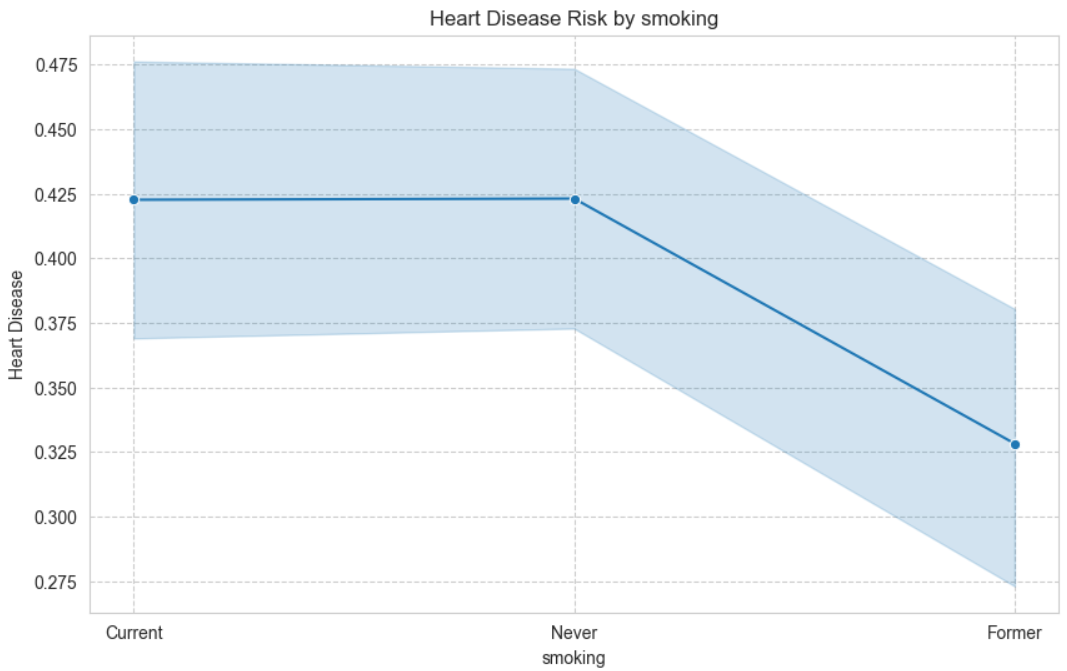 Heart Disease Risk by smoking
Heart Disease
0.475
0.450
0.425
0.400
0.375
0.350
0.325
0.300
0.275
Current
Never
Former
smoking